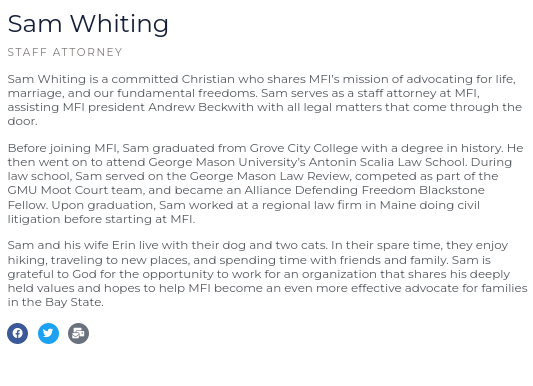 Sam Whiting
STAFF ATTORNEY
Sam Whiting is a committed Christian who shares MFI’s mission of advocating for life,
marriage, and our fundamental freedoms. Sam serves as a staff attorney at MFI,
assisting MFI president Andrew Beckwith with all legal matters that come through the
door.
Before joining MFI, Sam graduated from Grove City College with a degree in history. He
then went on to attend George Mason University’s Antonin Scalia Law School. During
law school, Sam served on the George Mason Law Review, competed as part of the
GMU Moot Court team, and became an Alliance Defending Freedom Blackstone
Fellow. Upon graduation, Sam worked at a regional law firm in Maine doing civil
litigation before starting at MFI.
Sam and his wife Erin live with their dog and two cats. In their spare time, they enjoy
hiking, traveling to new places, and spending time with friends and family. Sam is
grateful to God for the opportunity to work for an organization that shares his deeply
held values and hopes to help MFI become an even more effective advocate for families
in the Bay State.